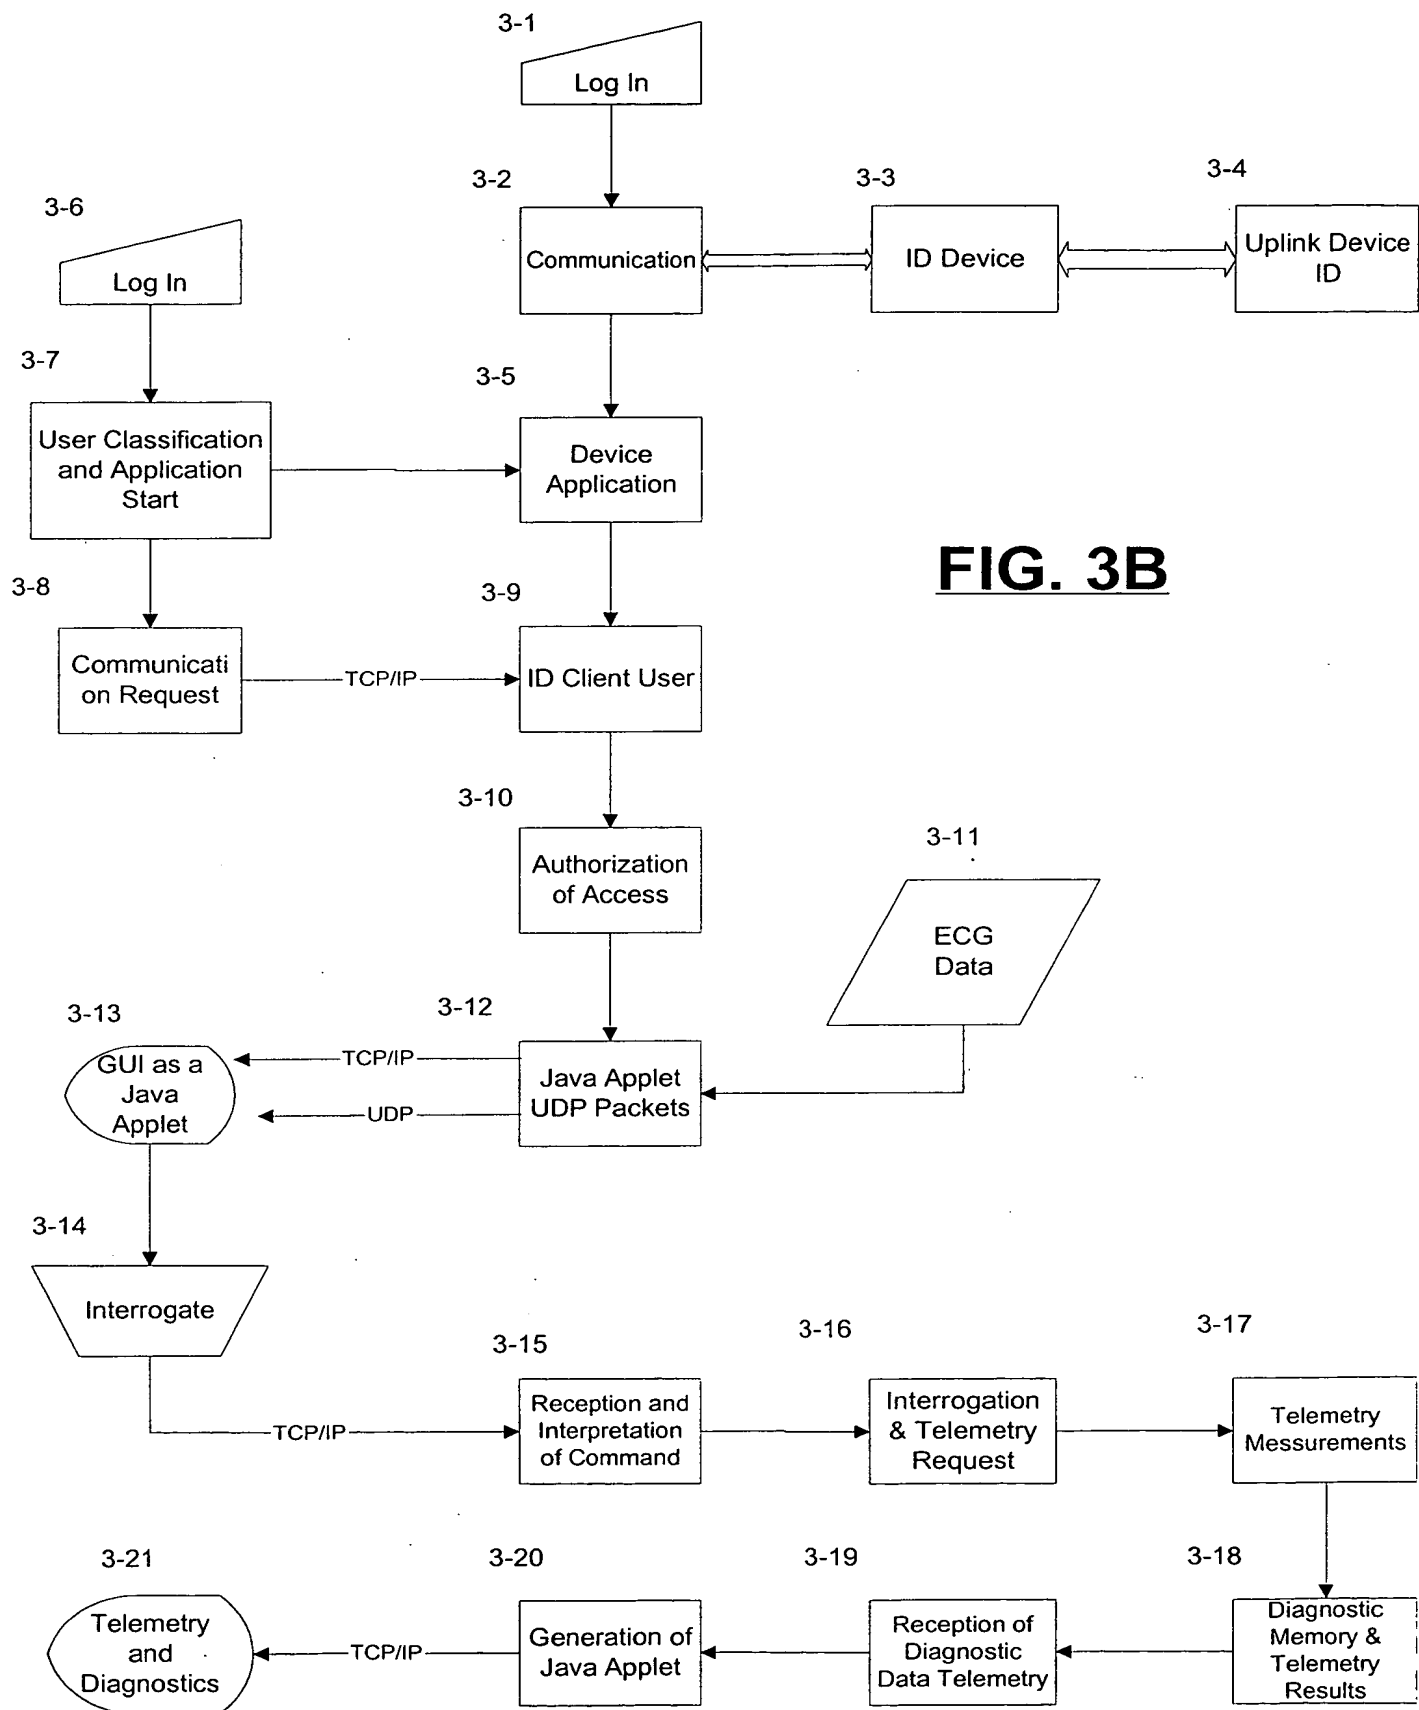 3-1
Log In
3-2
3-3
3-4
3-6
Communication
ID Device
Uplink Device
ID
Log In
3-7
3-5
User Classification
and Application
Start
Device
Application
FIG. 3B
3-8
3-9
Communicati
on Request
TCP/IP
ID Client User
3-10
3-11
Authorization
of Access
ECG
Data
3-13
3-12
GUI as a
Java
Applet
TCP/IP
UDP
Java Applet
UDP Packets
3-14
Interrogate
3-15
3-16
3-17
TCP/IP
Reception and
Interpretation
of Command
Interrogation
& Telemetry
Request
Telemetry
Messurements
3-21
3-20
3-19
3-18
Telemetry
and
Diagnostics
TCP/IP
Generation of
Java Applet
Reception of
Diagnostic
Data Telemetry
Diagnostic
Memory &
Telemetry
Results